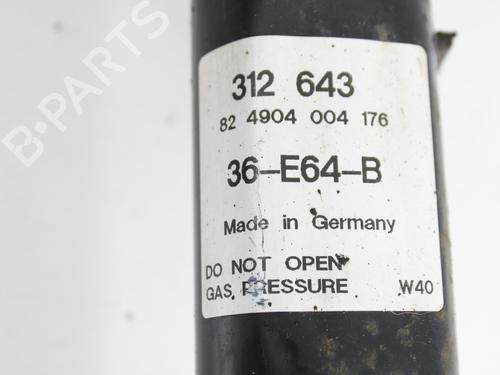 B-PARTS
312 643
82 4904 004 176
36-E64-B
Made in Germany
DO NOT OPEN
GAS PRESSURE W40